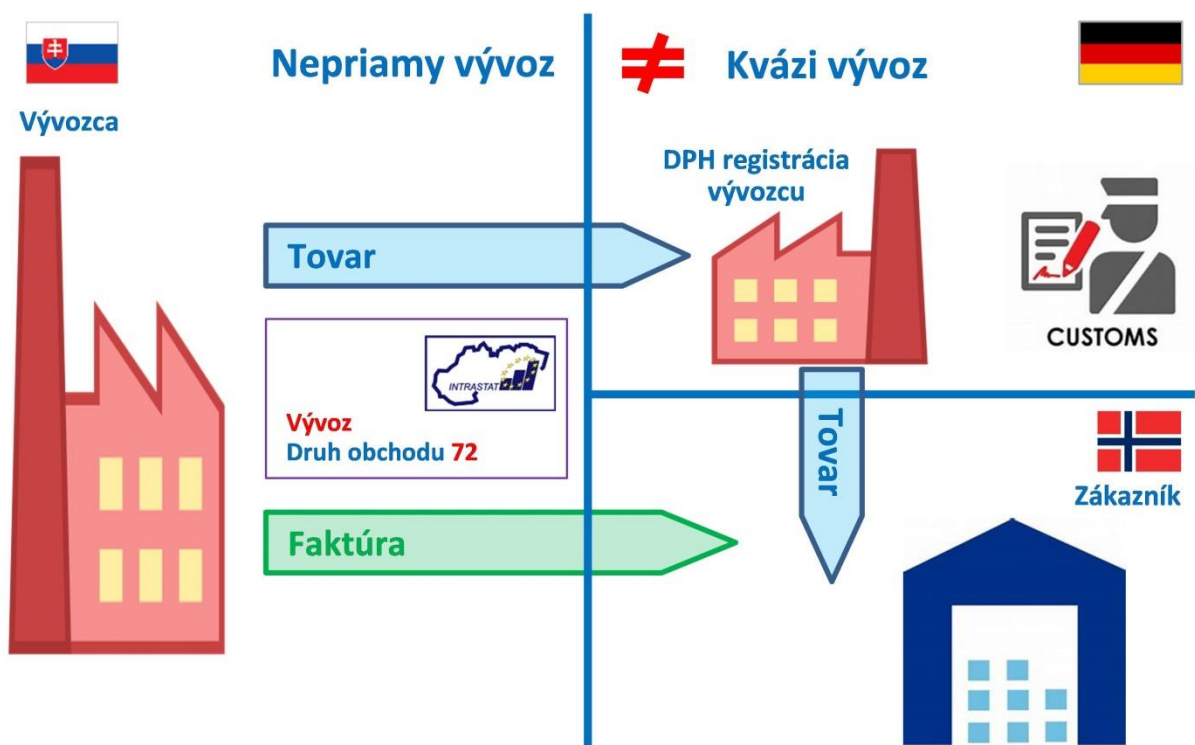 Nepriamy vývoz
≠ Kvázi vývoz
Vývozca
DPH registrácia
vývozcu
Tovar
CUSTOMS
INTRASTAT
Vývoz
Druh obchodu 72
Tovar
Zákazník
Faktúra